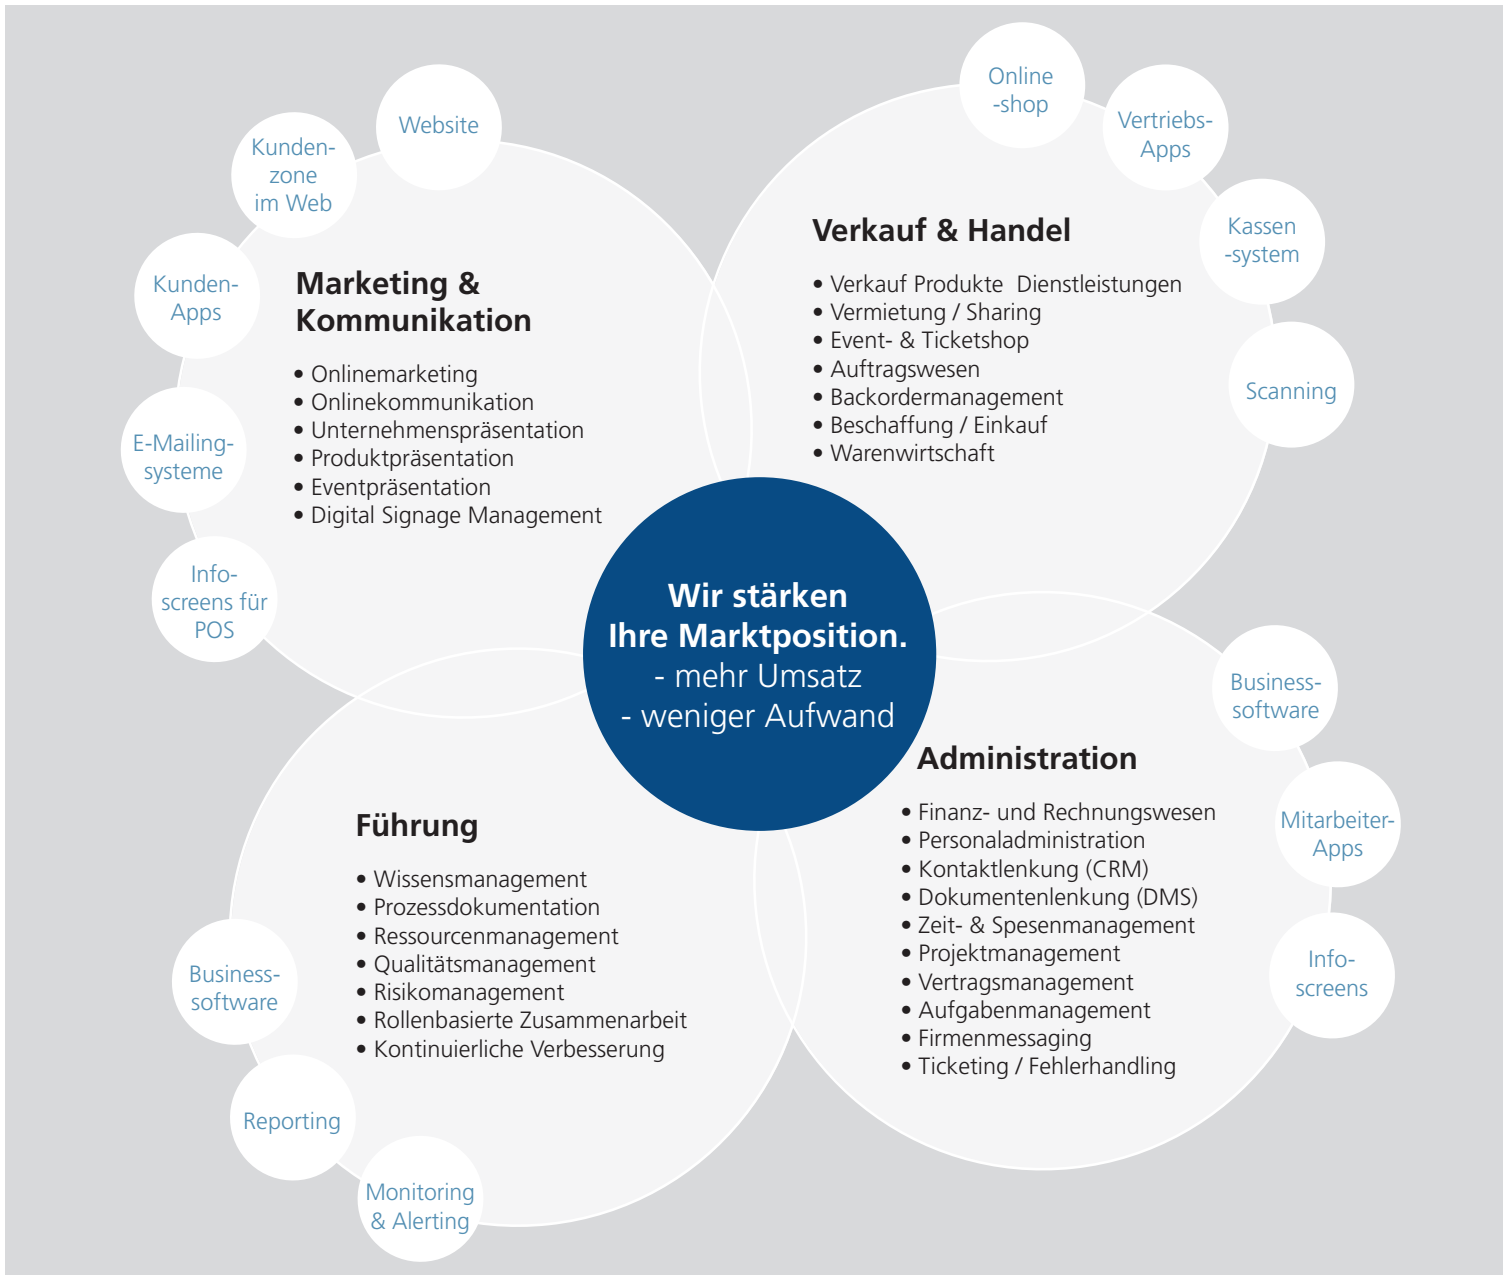 Website
Kunden-
zone
im Web
Kunden-
Apps
E-Mailing-
systeme
Info-
screens für
POS
Marketing &
Kommunikation
• Onlinemarketing
• Onlinekommunikation
• Unternehmenspräsentation
• Produktpräsentation
• Eventpräsentation
• Digital Signage Management
Online
-shop
Vertriebs-
Apps
Kassen
-system
Scanning
Verkauf & Handel
• Verkauf Produkte  Dienstleistungen
• Vermietung / Sharing
• Event- & Ticketshop
• Auftragswesen
• Backordermanagement
• Beschaffung / Einkauf
• Warenwirtschaft
Wir stärken
Ihre Marktposition.
- mehr Umsatz
- weniger Aufwand
Führung
• Wissensmanagement
• Prozessdokumentation
• Ressourcenmanagement
• Qualitätsmanagement
• Risikomanagement
• Rollenbasierte Zusammenarbeit
• Kontinuierliche Verbesserung
Business-
software
Reporting
Monitoring
& Alerting
Administration
• Finanz- und Rechnungswesen
• Personaladministration
• Kontaktlenkung (CRM)
• Dokumentenlenkung (DMS)
• Zeit- & Spesenmanagement
• Projektmanagement
• Vertragsmanagement
• Aufgabenmanagement
• Firmenmessaging
• Ticketing / Fehlerhandling
Business-
software
Mitarbeiter-
Apps
Info-
screens